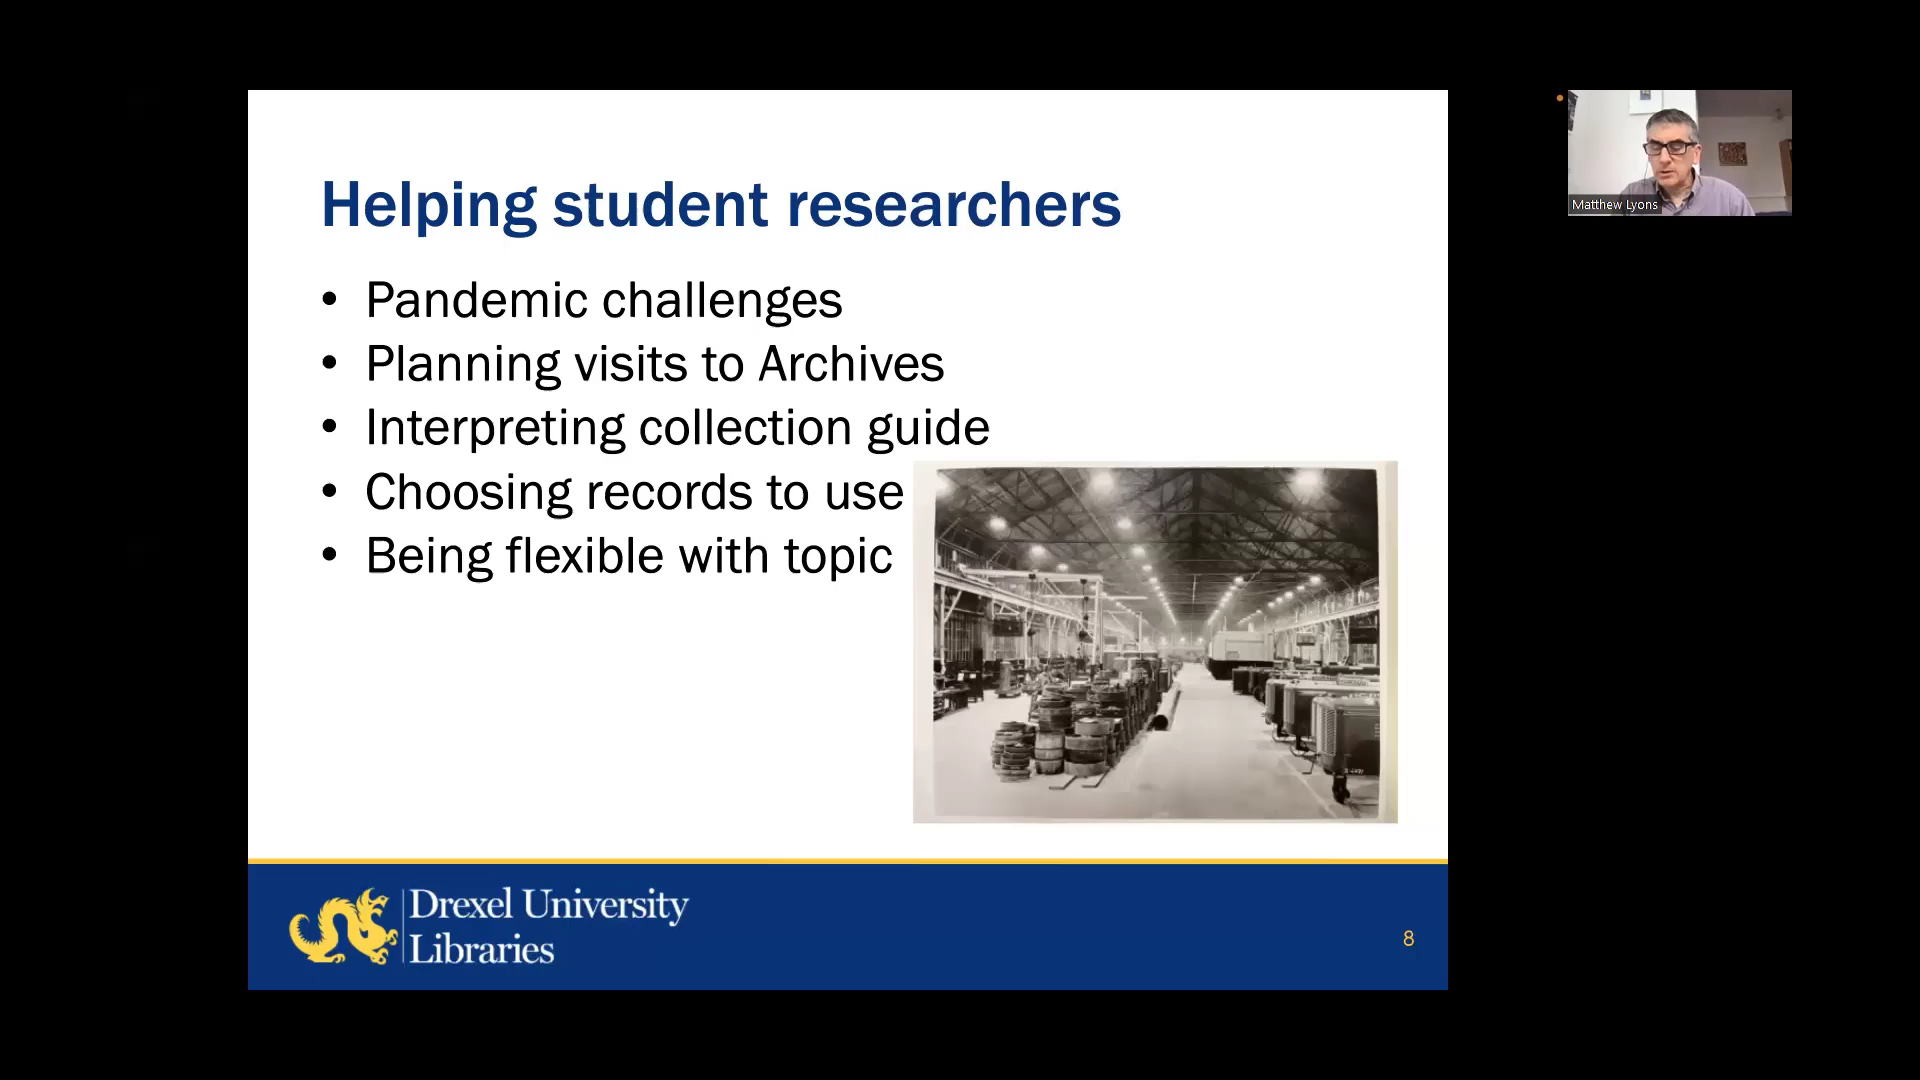 Helping student researchers
• Pandemic challenges
• Planning visits to Archives
• Interpreting collection guide
• Choosing records to use
• Being flexible with topic
Drexel University
Libraries
8
Matthew Lyons